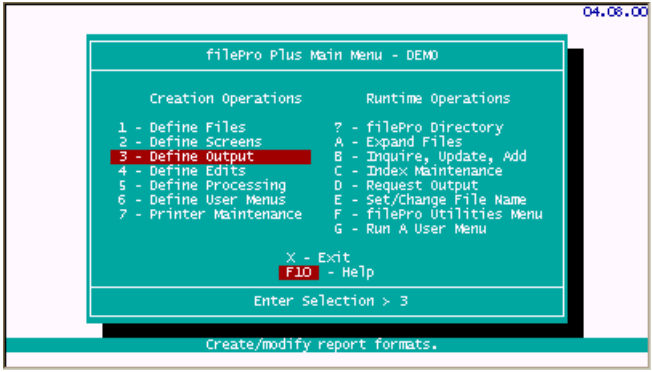 04.08.00
filePro Plus Main Menu - DEMO
Creation Operations Runtime Operations
1 - Define Files ? - filePro Directory
2 - Define Screens A - Expand Files
3 - Define Output B - Inquire, Update, Add
4 - Define Edits C - Index Maintenance
5 - Define Processing D - Request Output
6 - Define User Menus E - Set/Change File Name
7 - Printer Maintenance F - filePro Utilities Menu
G - Run A User Menu
X - Exit
F10 - Help
Enter Selection > 3
Create/modify report formats.